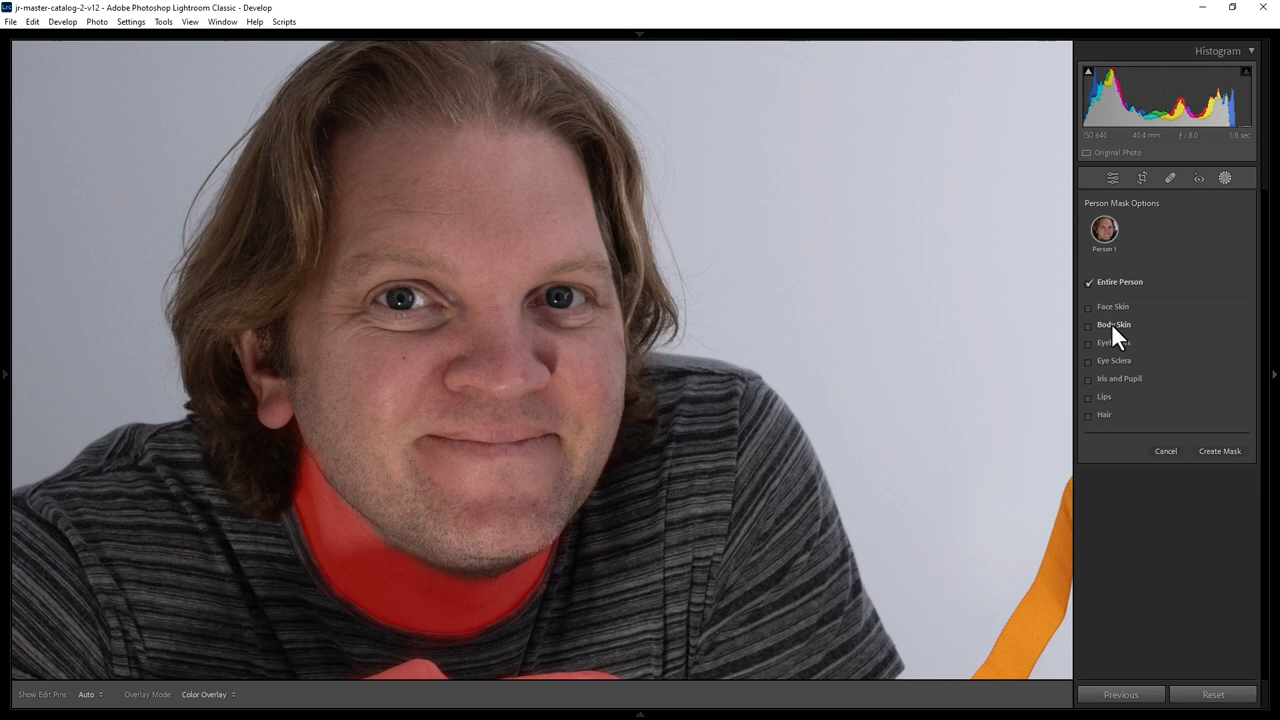 jr-master-catalog-2-v12 - Adobe Photoshop Lightroom Classic - Develop
File Edit Develop Photo Settings Tools View Window Help Scripts
Histogram
ISO 640 40.4 mm ƒ / 8.0 1/8 sec
Original Photo
Person Mask Options
Person 1
Entire Person
Face Skin
Body Skin
Eye Sclera
Iris and Pupil
Lips
Hair
Cancel Create Mask
Show Edit Pins: Auto Overlay Mode: Color Overlay
Previous Reset